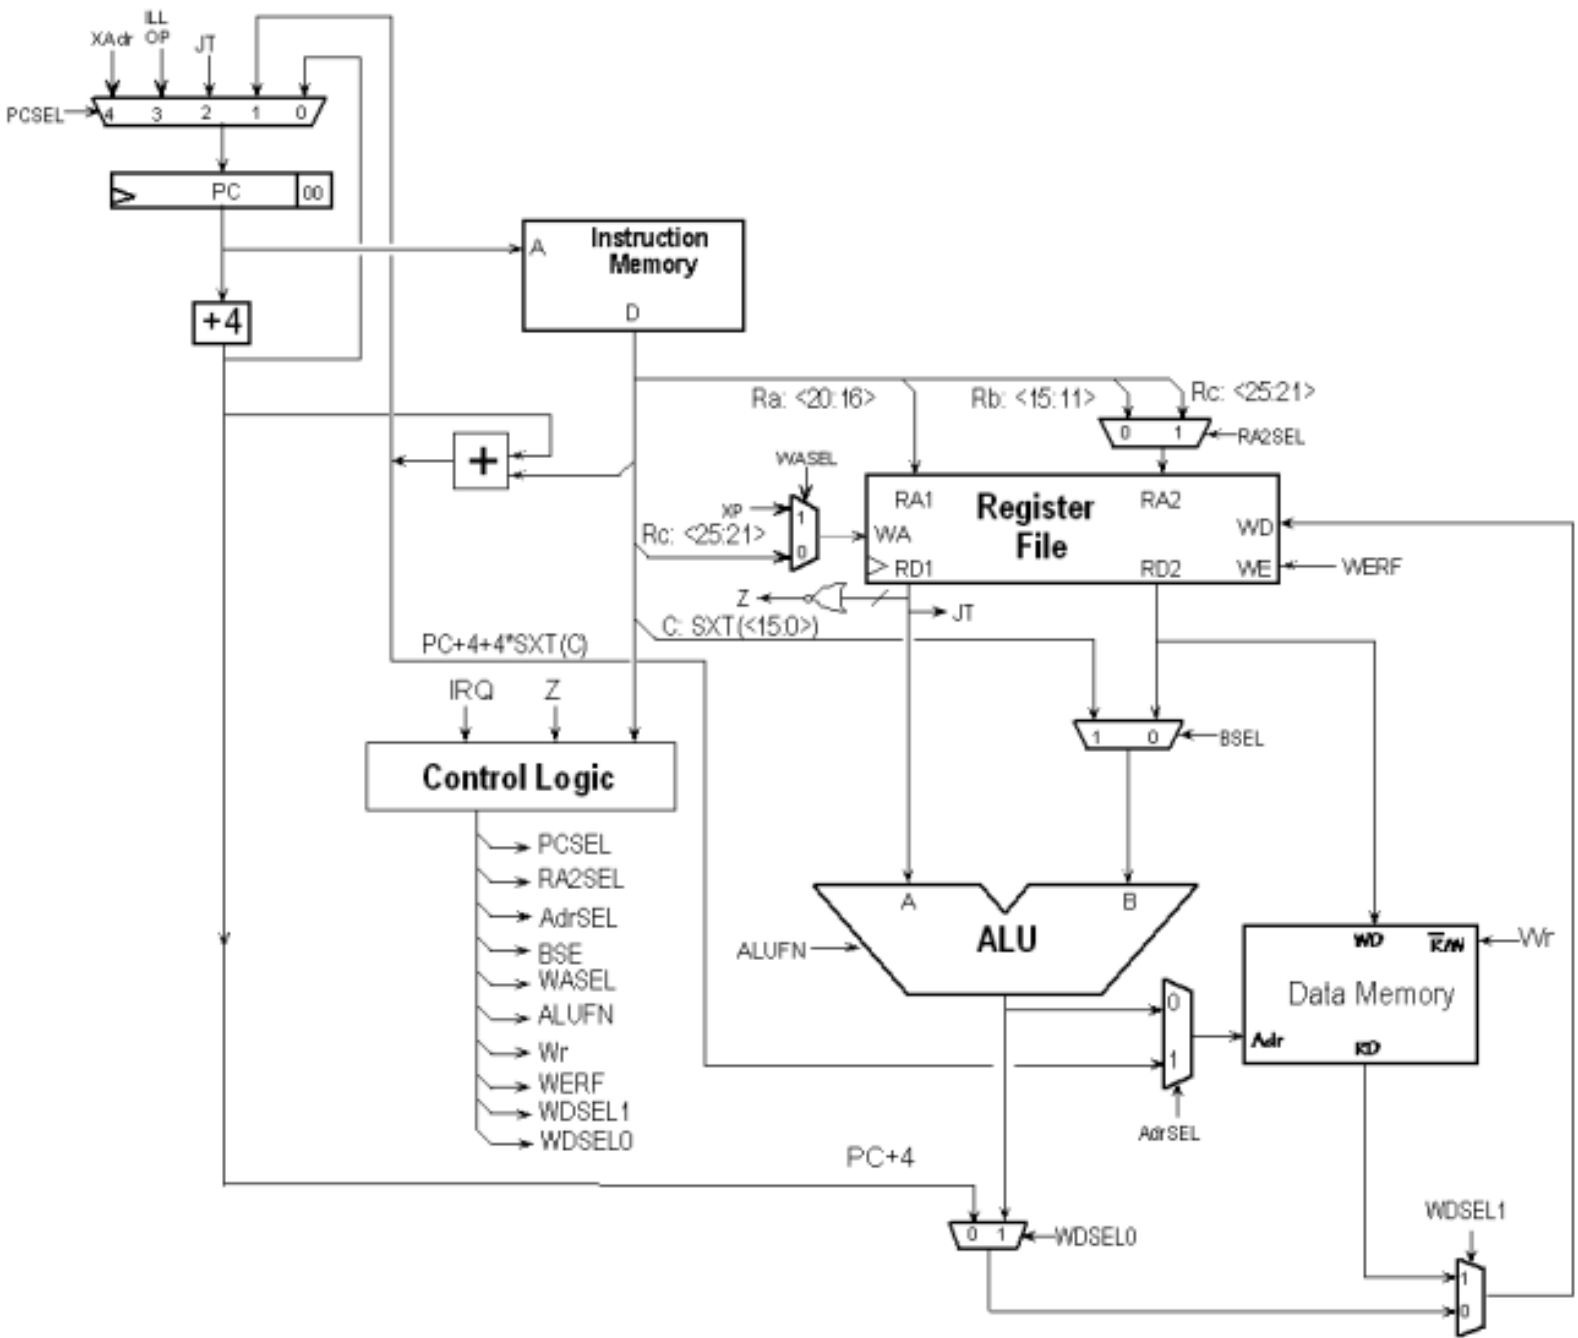 ILL
XAdr OP JT
PCSEL 4 3 2 1 0
PC 00
A Instruction
Memory
D
+4
Ra: <20:16> Rb: <15:11> Rc: <25:21>
0 1 RA2SEL
+
WASEL
XP 1
Rc: <25:21> 0
RA1 Register RA2
File
WA WD
RD1 RD2 WE WERF
Z JT
C: SXT(<15:0>)
PC+4+4*SXT(C)
IRQ Z
1 0 BSEL
Control Logic
PCSEL
RA2SEL
AdrSEL
BSE
WASEL
ALUFN
Wr
WERF
WDSEL1
WDSEL0
A B
ALU
ALUFN
WD R/W Wr
Data Memory
Adr RD
0
1
AdrSEL
PC+4
0 1 WDSEL0
WDSEL1
1
0